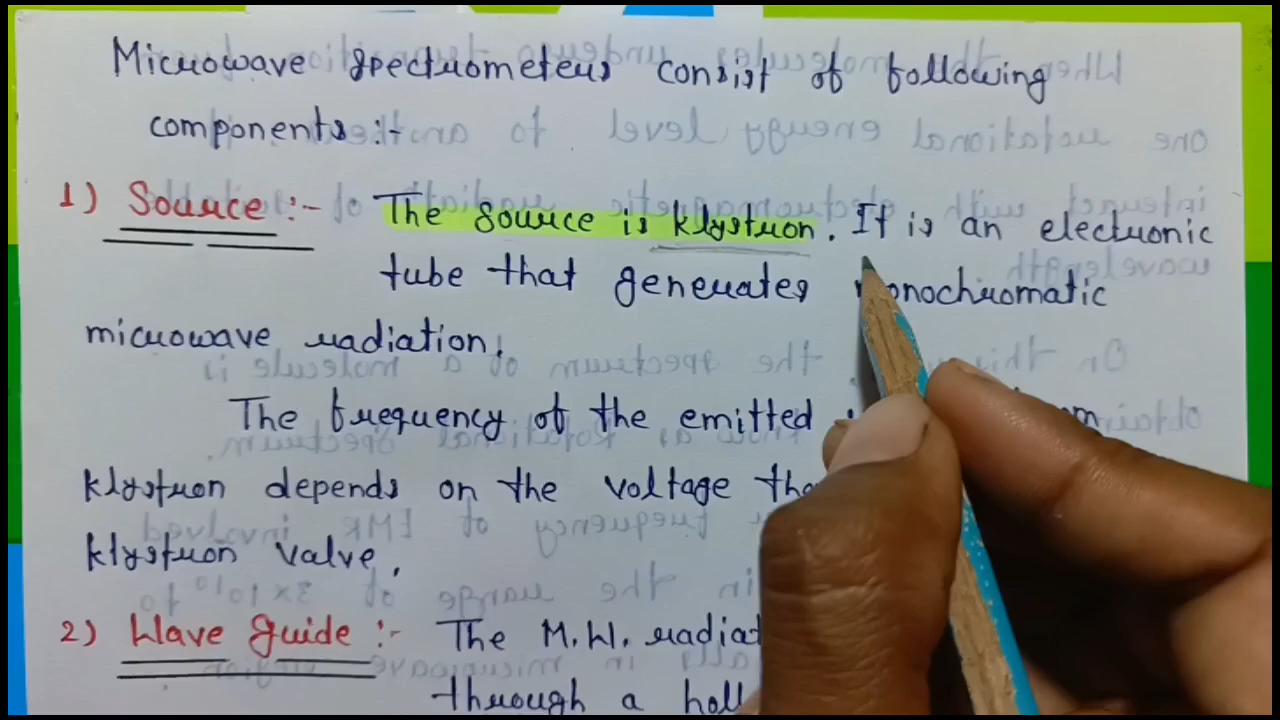 Microwave spectrometers consist of following
components :-
1) Source :- The source is klystron. It is an electronic
tube that generates monochromatic
microwave radiation.
The frequency of the emitted
klystron depends on the voltage
klystron valve.
2) Wave guide :- The M.W.
through a